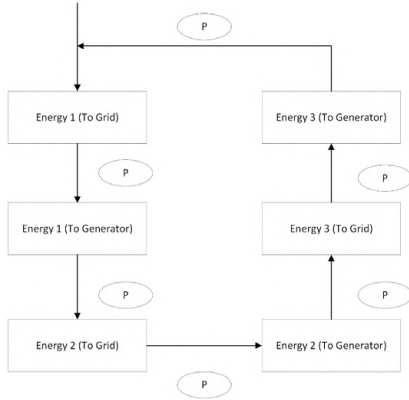 P
Energy 1 (To Grid)
Energy 3 (To Generator)
P
P
Energy 1 (To Generator)
Energy 3 (To Grid)
P
P
Energy 2 (To Grid)
Energy 2 (To Generator)
P